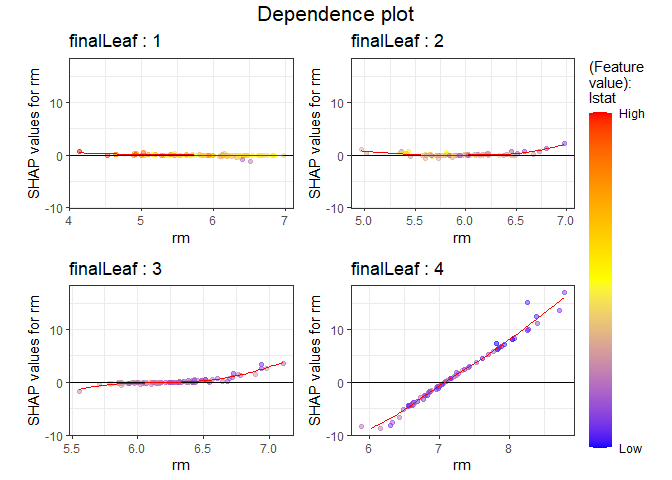 Dependence plot
finalLeaf : 1
SHAP values for rm
10
0
-10
4
5
6
7
rm
finalLeaf : 2
SHAP values for rm
10
0
-10
5.0
5.5
6.0
6.5
7.0
rm
finalLeaf : 3
SHAP values for rm
10
0
-10
5.5
6.0
6.5
7.0
rm
finalLeaf : 4
SHAP values for rm
10
0
-10
6
7
8
rm
(Feature
value):
lstat
High
Low